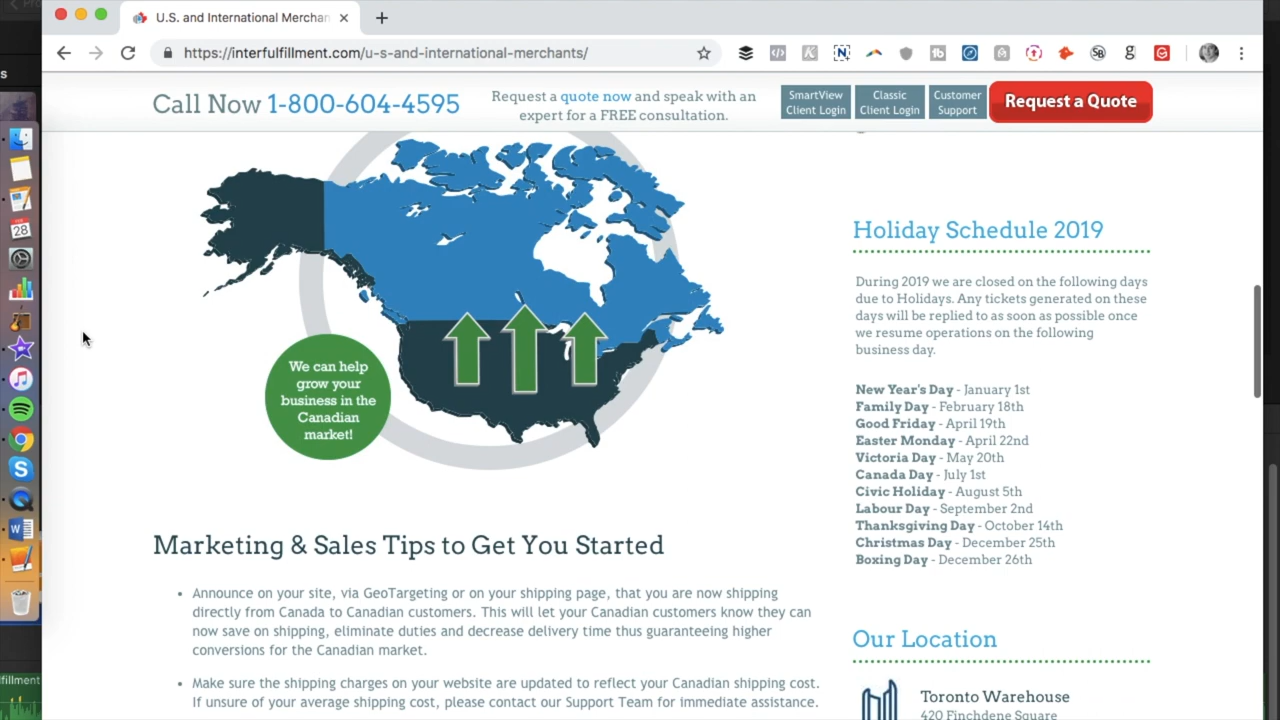 U.S. and International Merchan
https://interfulfillment.com/u-s-and-international-merchants/
Call Now 1-800-604-4595
Request a quote now and speak with an
expert for a FREE consultation.
SmartView
Client Login
Classic
Client Login
Customer
Support
Request a Quote
We can help
grow your
business in the
Canadian
market!
Marketing & Sales Tips to Get You Started
• Announce on your site, via GeoTargeting or on your shipping page, that you are now shipping
directly from Canada to Canadian customers. This will let your Canadian customers know they can
now save on shipping, eliminate duties and decrease delivery time thus guaranteeing higher
conversions for the Canadian market.
• Make sure the shipping charges on your website are updated to reflect your Canadian shipping cost.
If unsure of your average shipping cost, please contact our Support Team for immediate assistance.
Holiday Schedule 2019
During 2019 we are closed on the following days
due to Holidays. Any tickets generated on these
days will be replied to as soon as possible once
we resume operations on the following
business day.
New Year's Day - January 1st
Family Day - February 18th
Good Friday - April 19th
Easter Monday - April 22nd
Victoria Day - May 20th
Canada Day - July 1st
Civic Holiday - August 5th
Labour Day - September 2nd
Thanksgiving Day - October 14th
Christmas Day - December 25th
Boxing Day - December 26th
Our Location
Toronto Warehouse
420 Finchdene Square
28
fillment